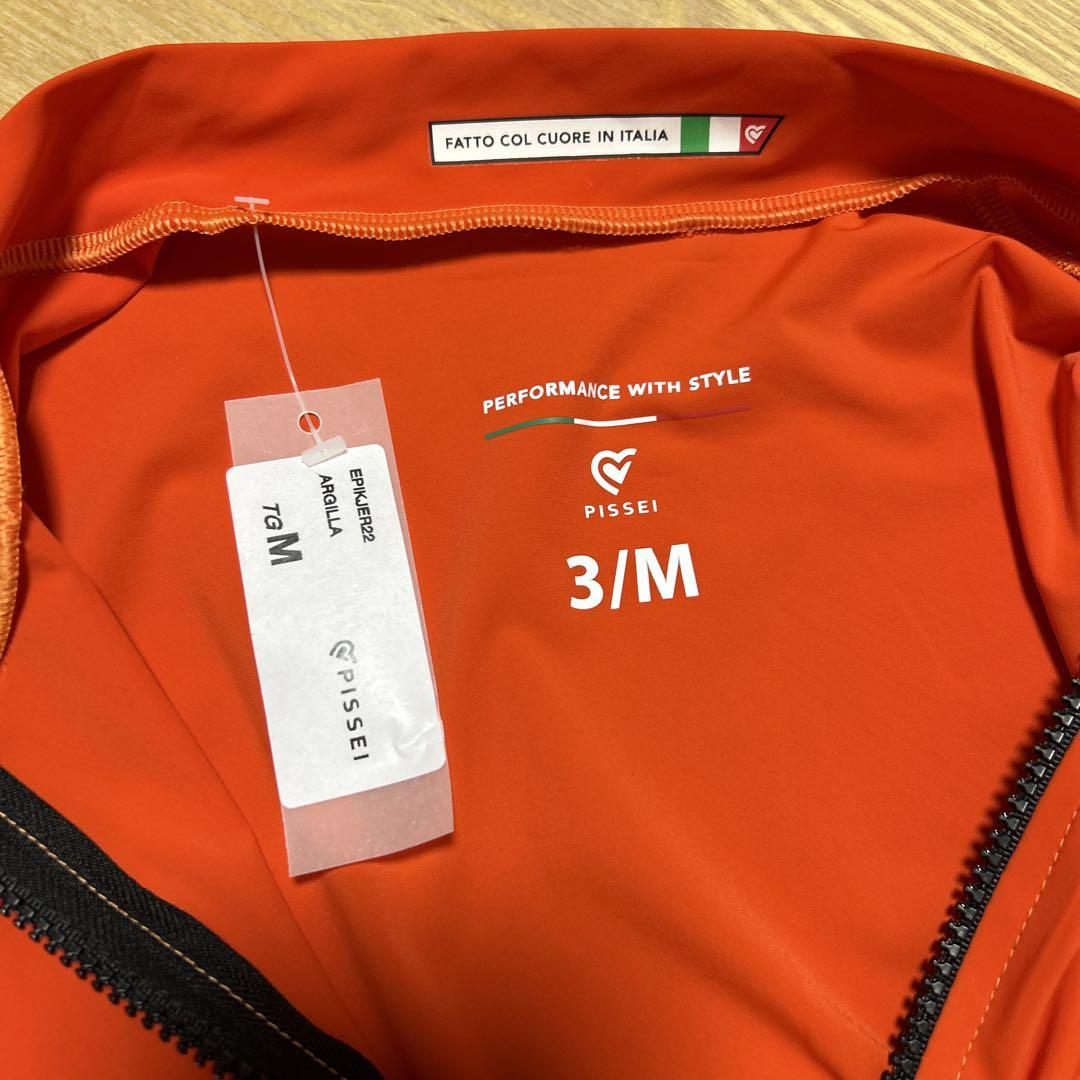 FATTO COL CUORE IN ITALIA
PERFORMANCE WITH STYLE
PISSEI
3/M
EPIKJER22
ARGILLA
TG M
PISSEI